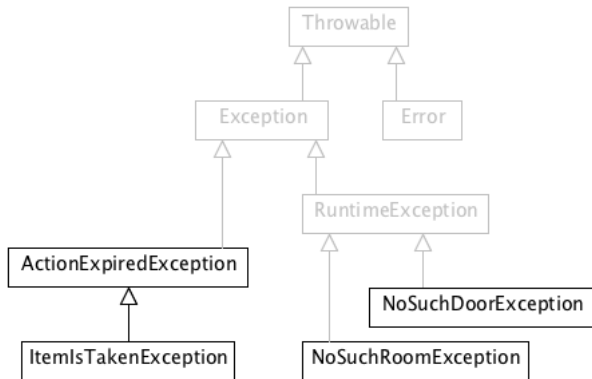 Throwable
Exception
Error
RuntimeException
ActionExpiredException
NoSuchDoorException
ItemIsTakenException
NoSuchRoomException